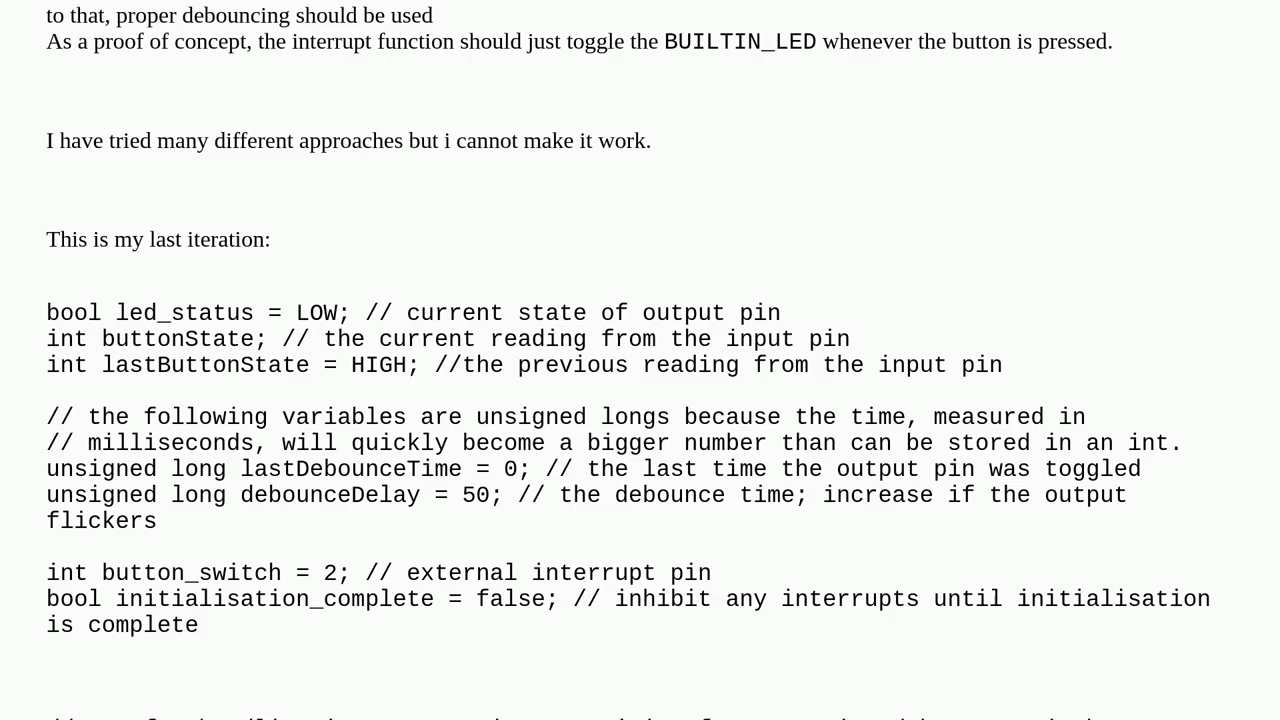 to that, proper debouncing should be used
As a proof of concept, the interrupt function should just toggle the BUILTIN_LED whenever the button is pressed.
I have tried many different approaches but i cannot make it work.
This is my last iteration:
bool led_status = LOW; // current state of output pin
int buttonState; // the current reading from the input pin
int lastButtonState = HIGH; //the previous reading from the input pin
// the following variables are unsigned longs because the time, measured in
// milliseconds, will quickly become a bigger number than can be stored in an int.
unsigned long lastDebounceTime = 0; // the last time the output pin was toggled
unsigned long debounceDelay = 50; // the debounce time; increase if the output
flickers
int button_switch = 2; // external interrupt pin
bool initialisation_complete = false; // inhibit any interrupts until initialisation
is complete